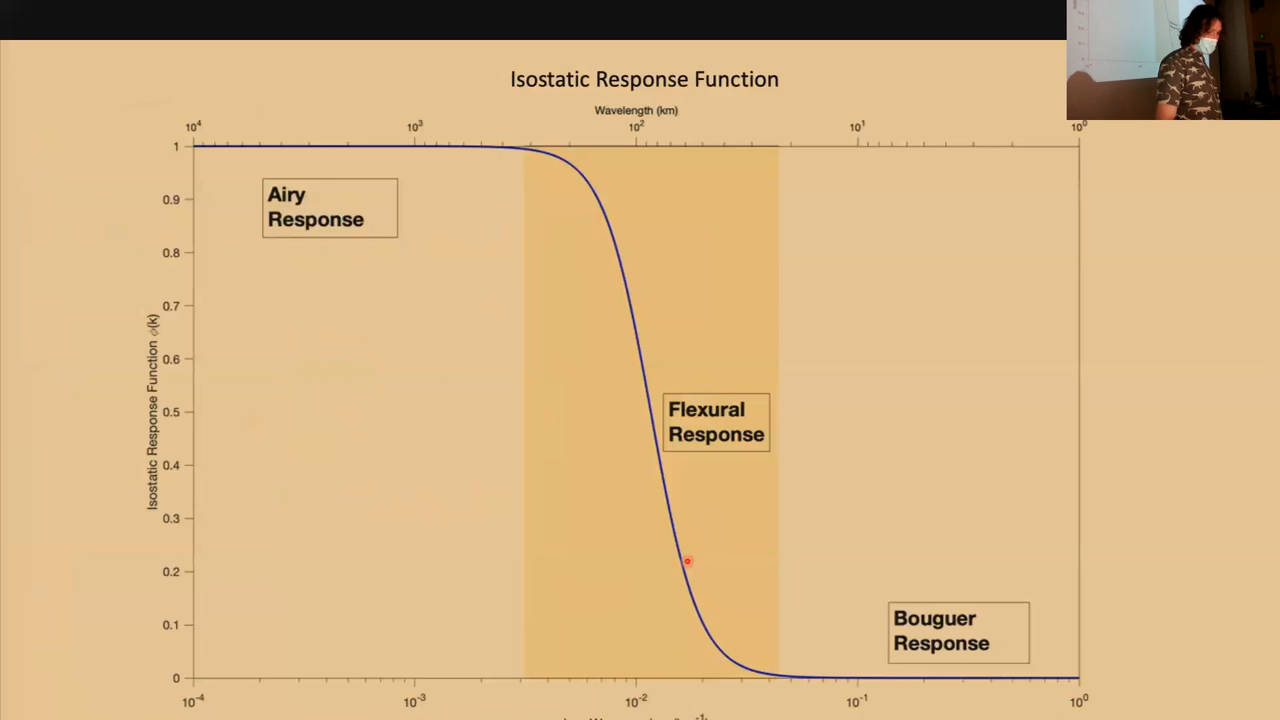 Isostatic Response Function
Wavelength (km)
10⁴ 10³ 10² 10¹ 10⁰
1
0.9
0.8
0.7
0.6
0.5
0.4
0.3
0.2
0.1
0
Isostatic Response Function ϕ(k)
Airy
Response
Flexural
Response
Bouguer
Response
10⁻⁴ 10⁻³ 10⁻² 10⁻¹ 10⁰